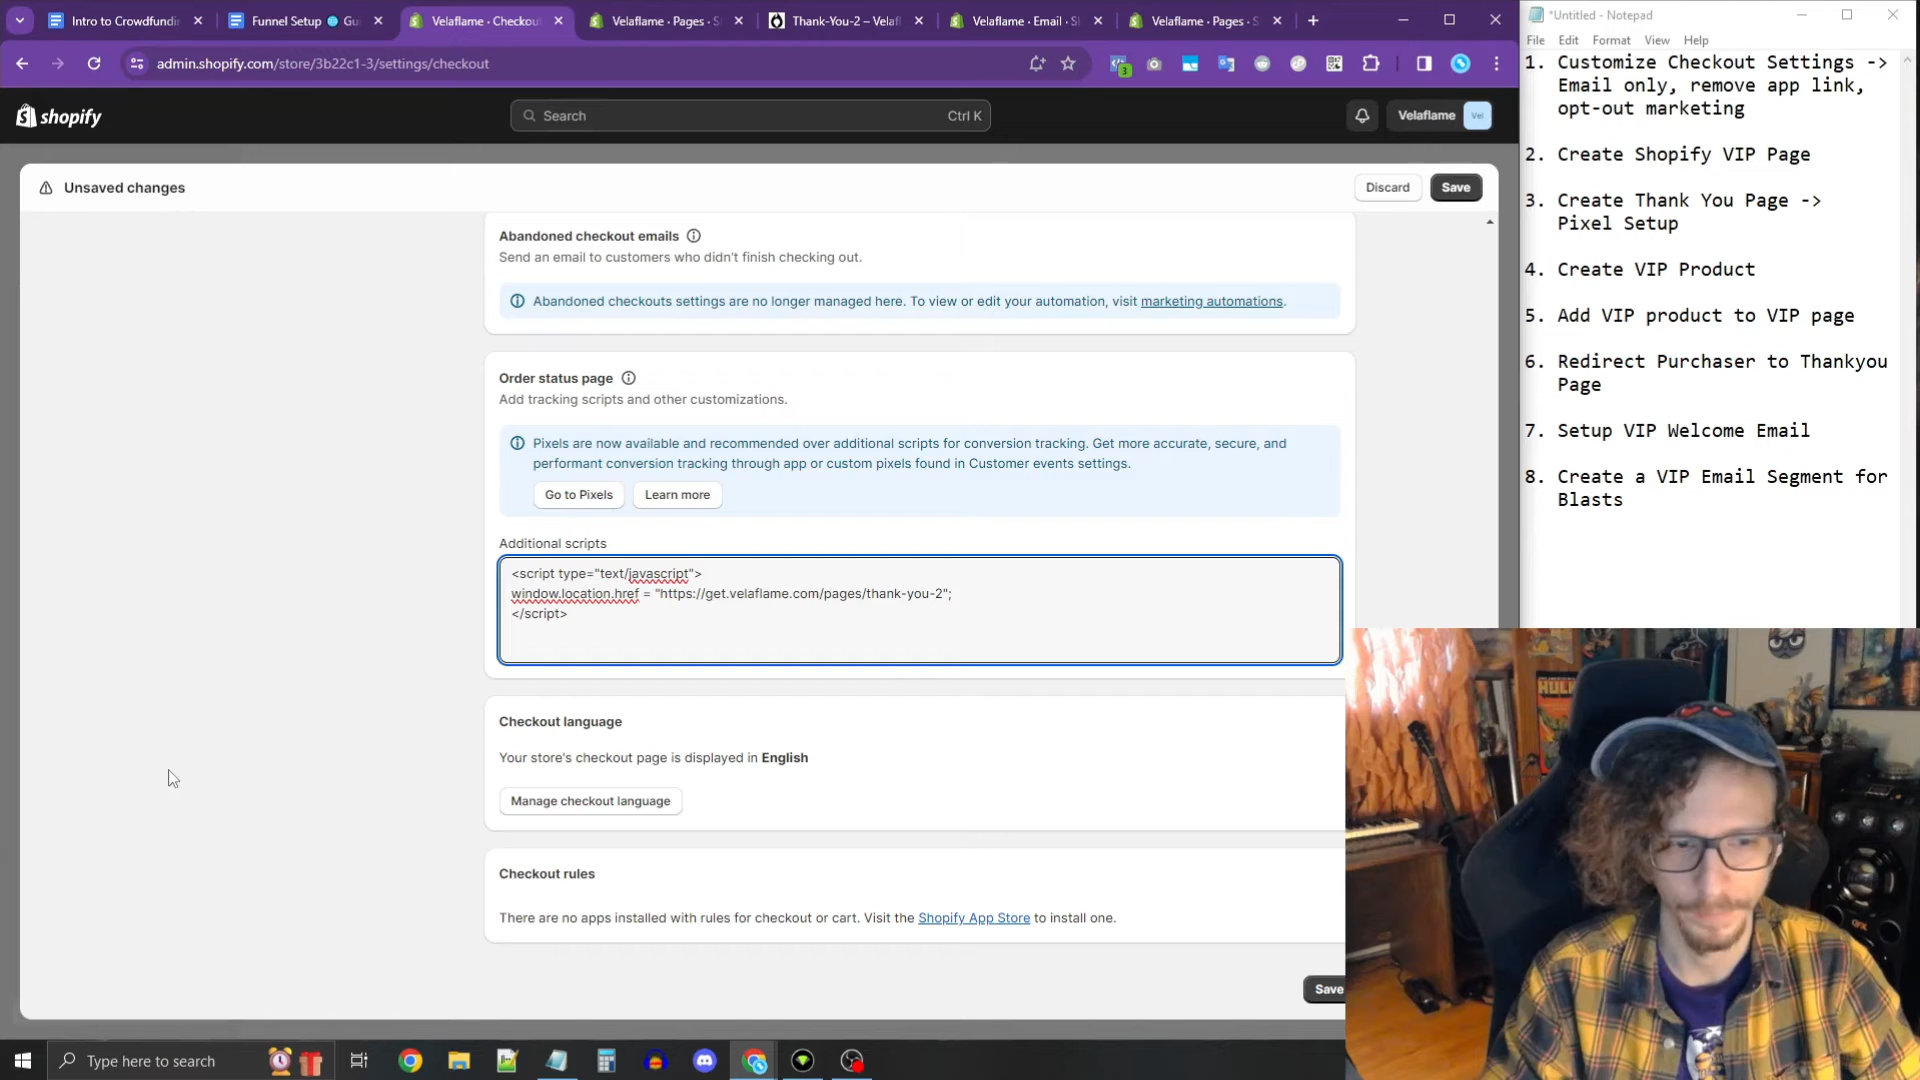 Intro to Crowdfundi
Funnel Setup
Gu
Velaflame · Checkou
Velaflame · Pages · S
Thank-You-2 – Velaf
Velaflame · Email · S
Velaflame · Pages · S
*Untitled - Notepad
File Edit Format View Help
admin.shopify.com/store/3b22c1-3/settings/checkout
3
shopify
Search
Ctrl K
Velaflame
Vel
Unsaved changes
Discard
Save
Abandoned checkout emails
Send an email to customers who didn't finish checking out.
Abandoned checkouts settings are no longer managed here. To view or edit your automation, visit marketing automations.
Order status page
Add tracking scripts and other customizations.
Pixels are now available and recommended over additional scripts for conversion tracking. Get more accurate, secure, and
performant conversion tracking through app or custom pixels found in Customer events settings.
Go to Pixels
Learn more
Additional scripts
<script type="text/javascript">
window.location.href = "https://get.velaflame.com/pages/thank-you-2";
</script>
Checkout language
Your store's checkout page is displayed in English
Manage checkout language
Checkout rules
There are no apps installed with rules for checkout or cart. Visit the Shopify App Store to install one.
Save
1. Customize Checkout Settings ->
Email only, remove app link,
opt-out marketing
2. Create Shopify VIP Page
3. Create Thank You Page ->
Pixel Setup
4. Create VIP Product
5. Add VIP product to VIP page
6. Redirect Purchaser to Thankyou
Page
7. Setup VIP Welcome Email
8. Create a VIP Email Segment for
Blasts
HULK
Type here to search